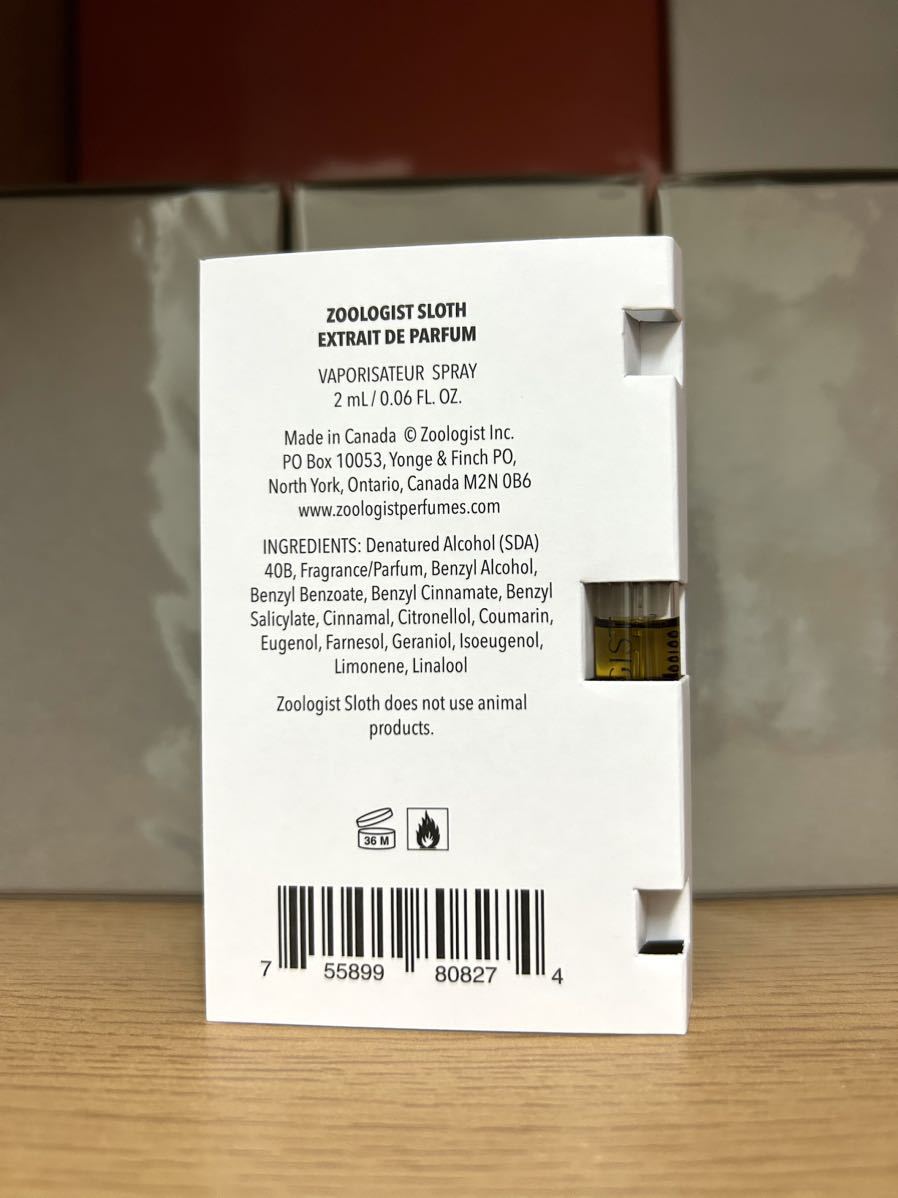 ZOOLOGIST SLOTH
EXTRAIT DE PARFUM
VAPORISATEUR SPRAY
2 mL / 0.06 FL. OZ.
Made in Canada © Zoologist Inc.
PO Box 10053, Yonge & Finch PO,
North York, Ontario, Canada M2N 0B6
www.zoologistperfumes.com
INGREDIENTS: Denatured Alcohol (SDA)
40B, Fragrance/Parfum, Benzyl Alcohol,
Benzyl Benzoate, Benzyl Cinnamate, Benzyl
Salicylate, Cinnamal, Citronellol, Coumarin,
Eugenol, Farnesol, Geraniol, Isoeugenol,
Limonene, Linalool
Zoologist Sloth does not use animal
products.
36 M
7 55899 80827 4